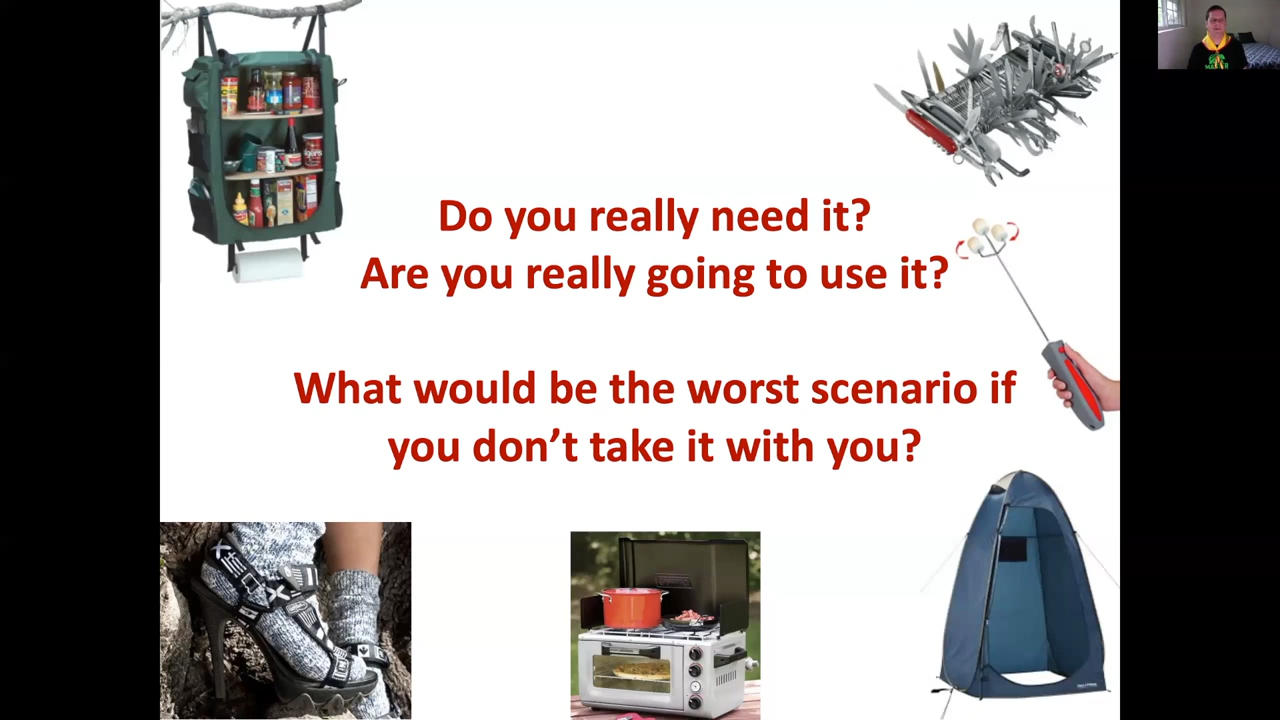 Do you really need it?
Are you really going to use it?
What would be the worst scenario if
you don't take it with you?